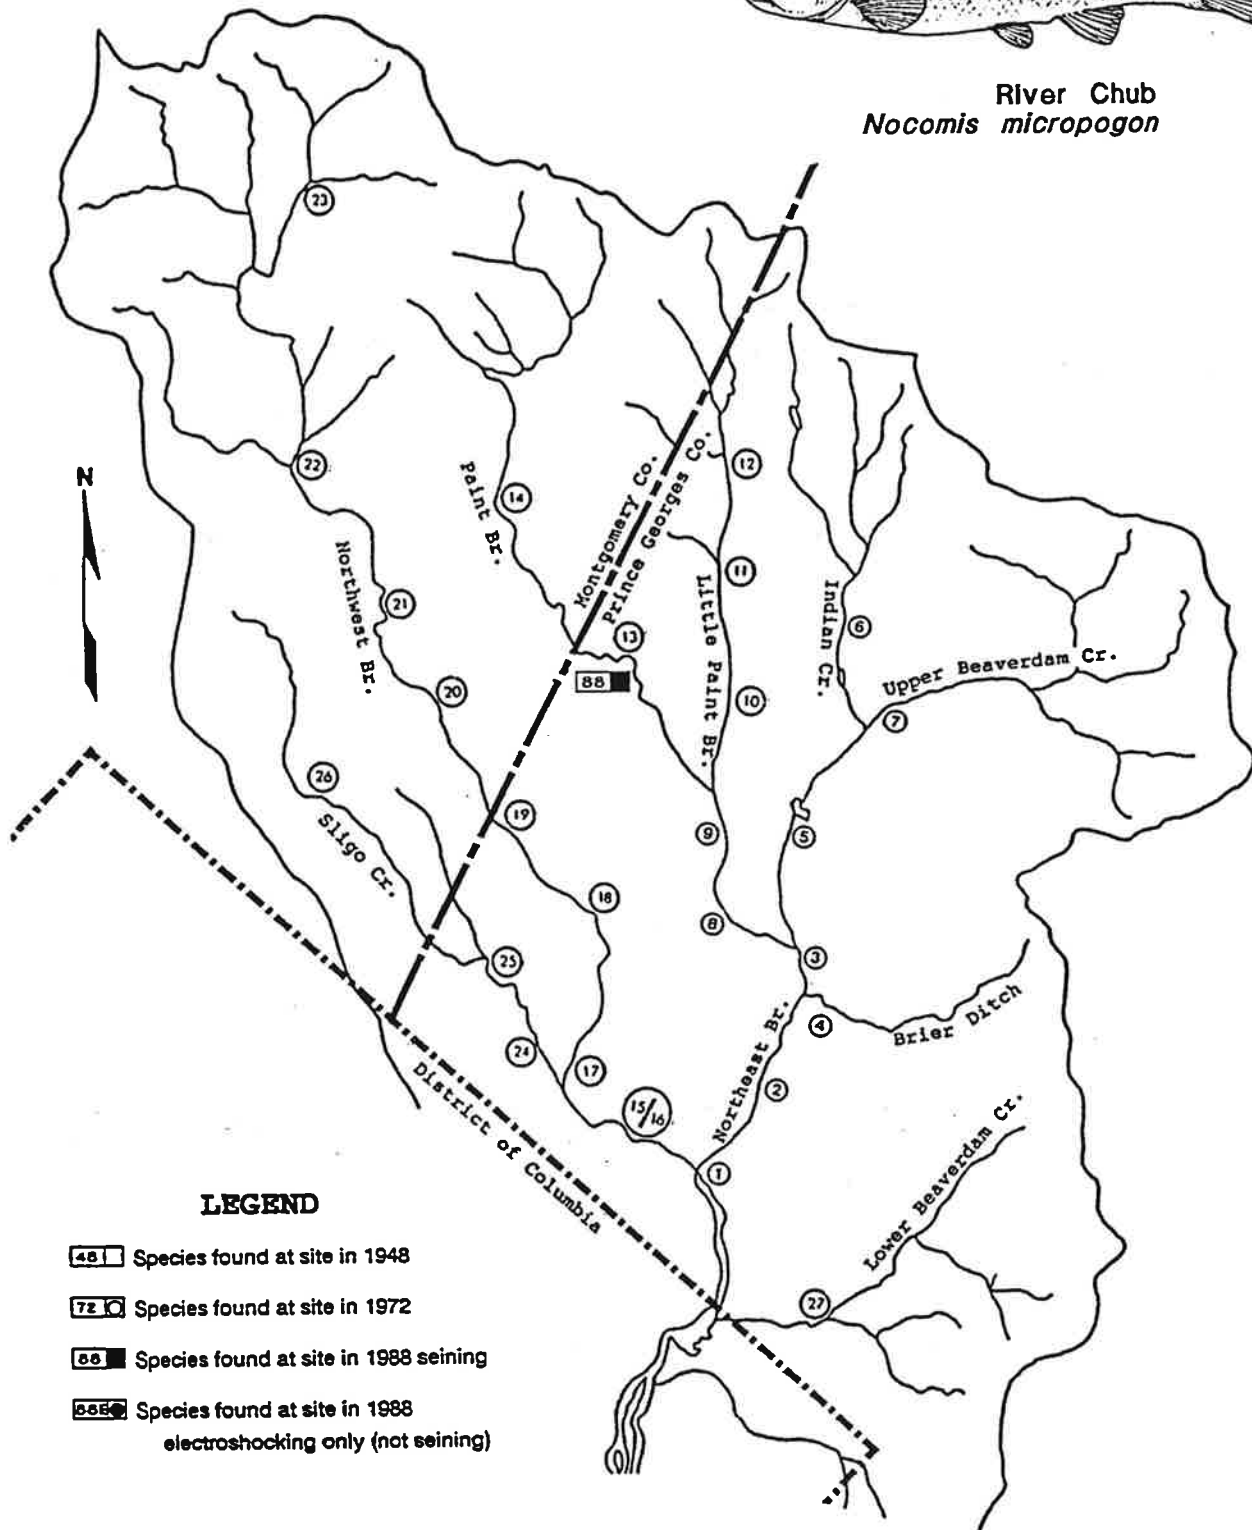 River Chub
Nocomis micropogon
23
N
22
Paint Br.
14
Montgomery Co.
Prince Georges Co.
12
11
Northwest Br.
21
Little Paint Br.
Indian Cr.
6
13
88
Upper Beaverdam Cr.
20
10
7
26
19
9
5
Sligo Cr.
18
8
25
3
4
Brier Ditch
24
17
Northeast Br.
2
15/16
District of Columbia
1
Lower Beaverdam Cr.
27
LEGEND
48 Species found at site in 1948
72 Species found at site in 1972
88 Species found at site in 1988 seining
88E Species found at site in 1988
electroshocking only (not seining)